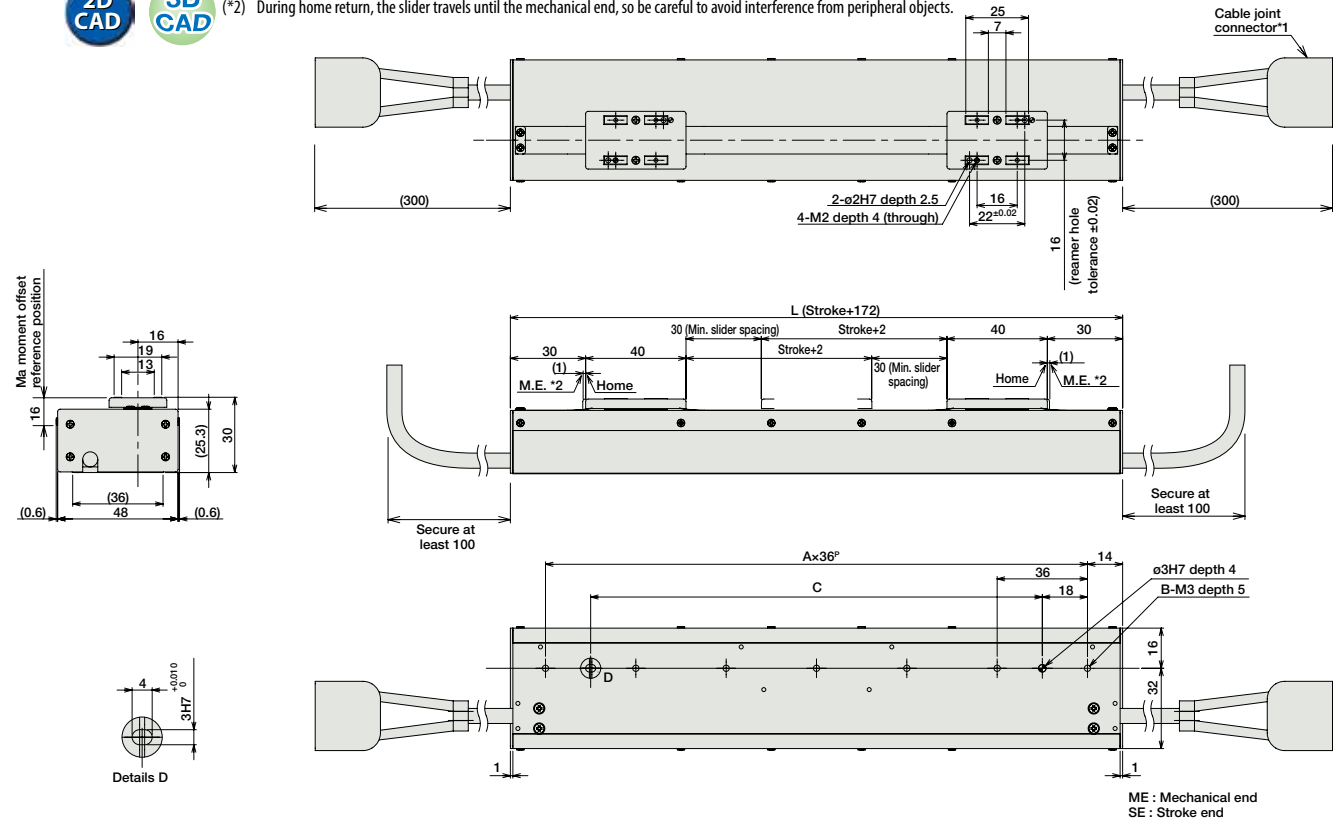 2D
CAD
3D
CAD
(*2) During home return, the slider travels until the mechanical end, so be careful to avoid interference from peripheral objects.
25
7
Cable joint
connector*1
(300)
2-ø2H7 depth 2.5
4-M2 depth 4 (through)
16
22±0.02
16
(reamer hole
tolerance ±0.02)
(300)
Ma moment offset
reference position
16
19
13
16
(25.3)
30
(36)
(0.6)
48
(0.6)
L (Stroke+172)
30 (Min. slider spacing)
Stroke+2
40
30
30
40
Stroke+2
30 (Min. slider
spacing)
(1)
M.E. *2
Home
Home
(1)
M.E. *2
Secure at
least 100
Secure at
least 100
A×36P
14
36
ø3H7 depth 4
C
18
B-M3 depth 5
D
16
32
1
1
4
3H7 +0.010
0
Details D
ME : Mechanical end
SE : Stroke end